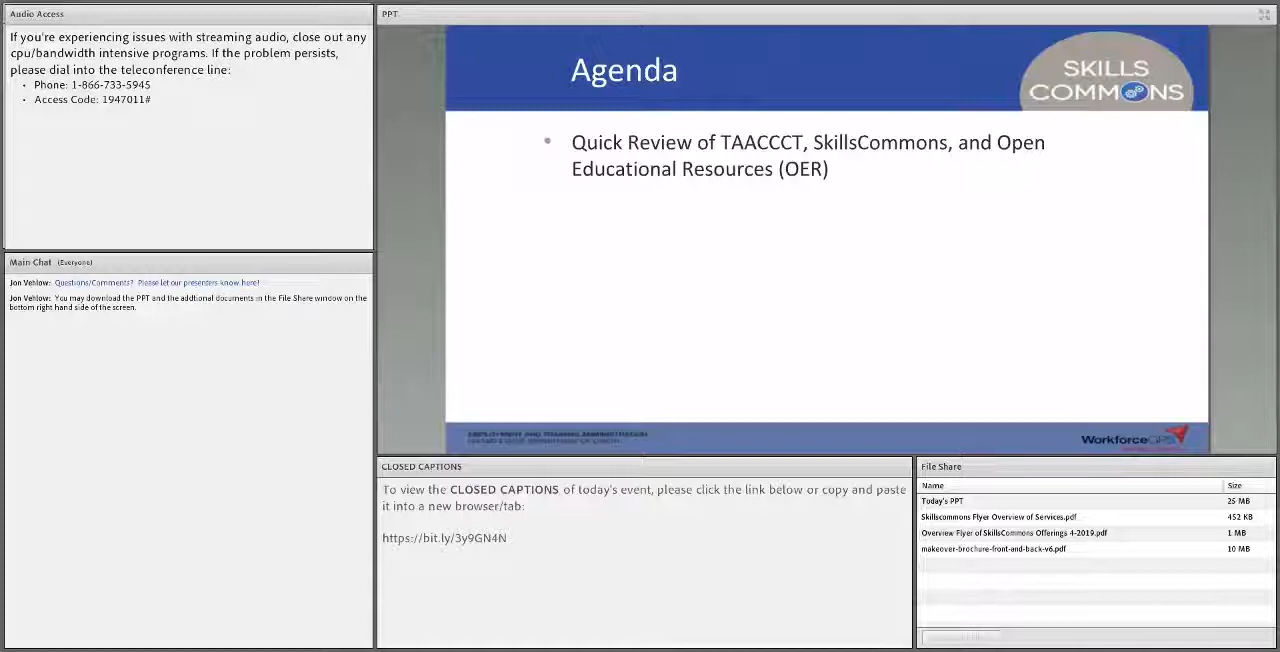 Audio Access
If you're experiencing issues with streaming audio, close out any
cpu/bandwidth intensive programs. If the problem persists,
please dial into the teleconference line:
• Phone: 1-866-733-5945
• Access Code: 1947011#
Main Chat (Everyone)
Jon Vehlow: Questions/Comments? Please let our presenters know here!
Jon Vehlow: You may download the PPT and the addtional documents in the File Share window on the
bottom right hand side of the screen.
PPT
Agenda
SKILLS
COMMONS
• Quick Review of TAACCCT, SkillsCommons, and Open
Educational Resources (OER)
WorkforceGPS
CLOSED CAPTIONS
To view the CLOSED CAPTIONS of today's event, please click the link below or copy and paste
it into a new browser/tab:
https://bit.ly/3y9GN4N
File Share
Name Size
Today's PPT 25 MB
Skillscommons Flyer Overview of Services.pdf 452 KB
Overview Flyer of SkillsCommons Offerings 4-2019.pdf 1 MB
makeover-brochure-front-and-back-v6.pdf 10 MB